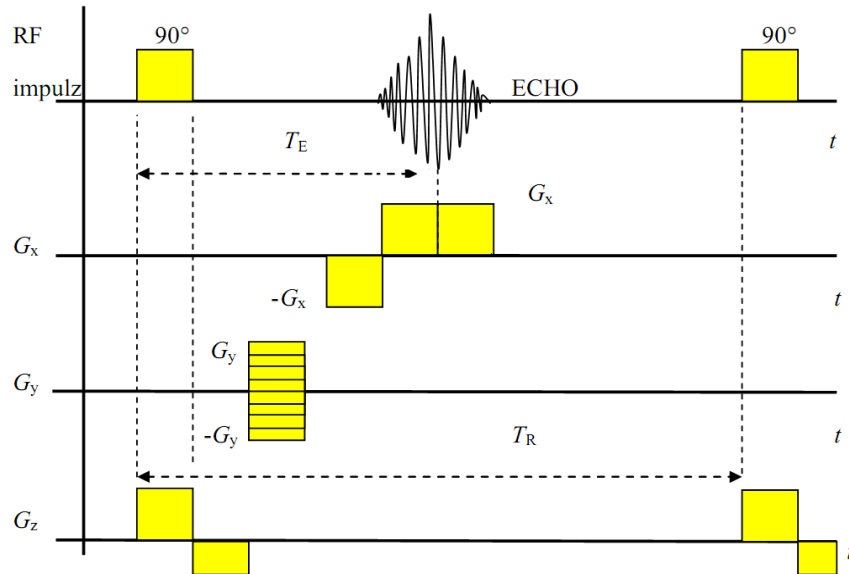 RF 90° 90°
impulz ECHO
T_E t
G_x
G_x
-G_x t
G_y
G_y
-G_y T_R t
G_z
t